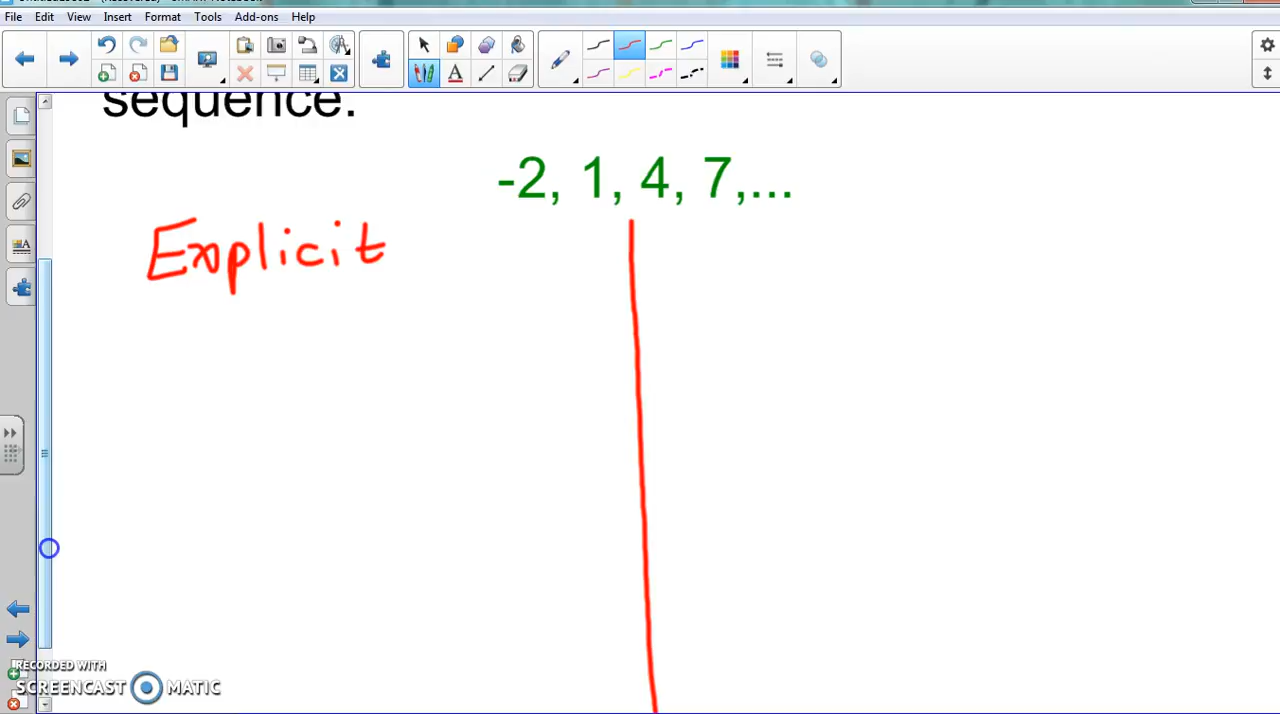 File Edit View Insert Format Tools Add-ons Help
sequence.
-2, 1, 4, 7,...
Explicit
RECORDED WITH
SCREENCAST MATIC